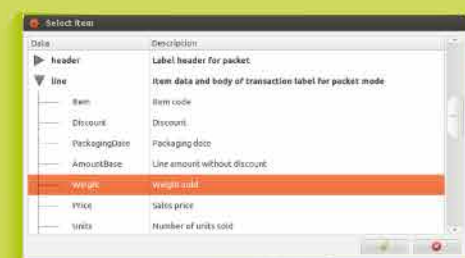 Select Item
Data Description
header Label header for packet
line Item data and body of transaction label for packet mode
Item Item code
Discount Discount
PackagingDate Packaging date
AmountBase Line amount without discount
Weight Weight sold
Price Sales price
Units Number of units sold